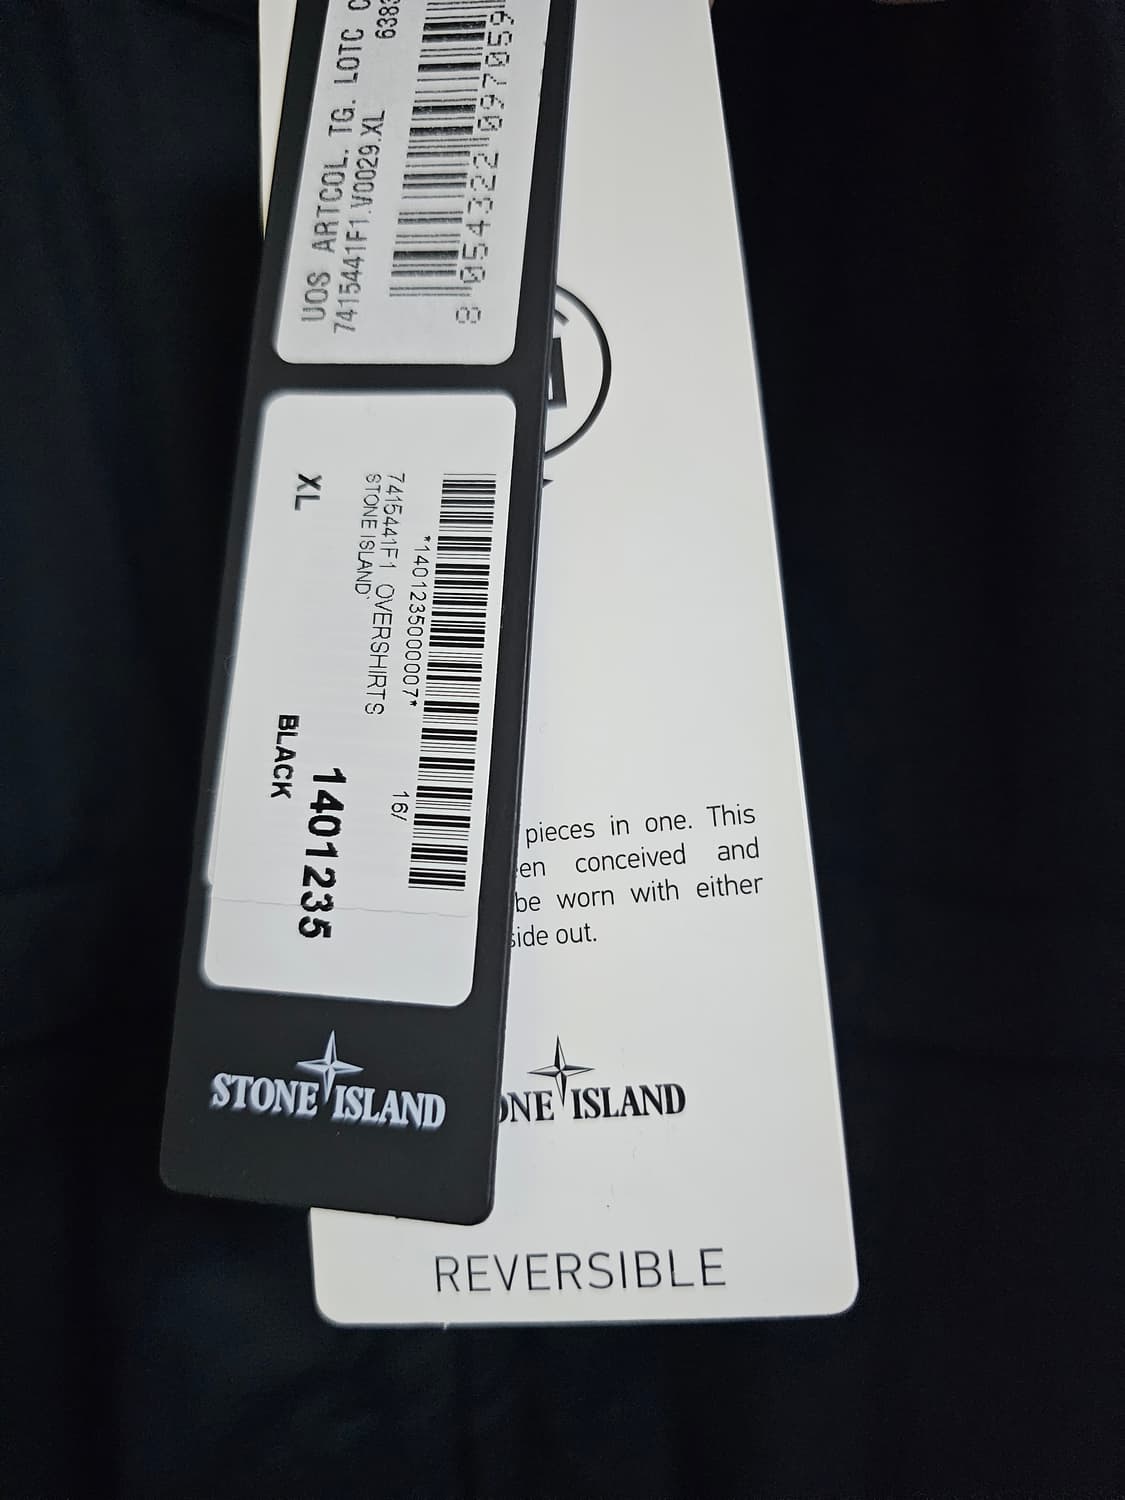 UOS ARTCOL. TG. LOTC
7415441F1.V0029.XL
8 054322 097059
*1401235000007*
7415441F1 OVERSHIRTS
16/
STONE ISLAND
XL
1401235
BLACK
STONE ISLAND
pieces in one. This
conceived and
be worn with either
out.
ISLAND
REVERSIBLE